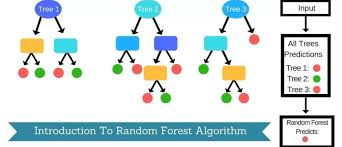 Tree 1
Tree 2
Tree 3
Input
All Trees
Predictions
Tree 1:
Tree 2:
Tree 3:
Random Forest
Predicts:
Introduction To Random Forest Algorithm